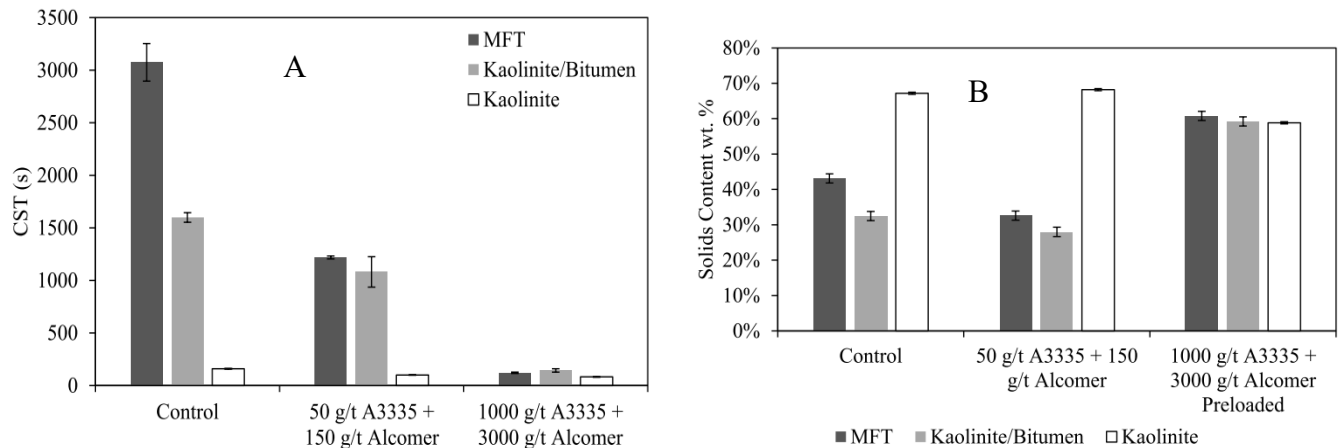 3500
3000
2500
2000
1500
1000
500
0
CST (s)
A
MFT
Kaolinite/Bitumen
Kaolinite
Control
50 g/t A3335 +
150 g/t Alcomer
1000 g/t A3335 +
3000 g/t Alcomer
80%
70%
60%
50%
40%
30%
20%
10%
0%
Solids Content wt. %
B
Control
50 g/t A3335 + 150
g/t Alcomer
1000 g/t A3335 +
3000 g/t Alcomer
Preloaded
MFT
Kaolinite/Bitumen
Kaolinite